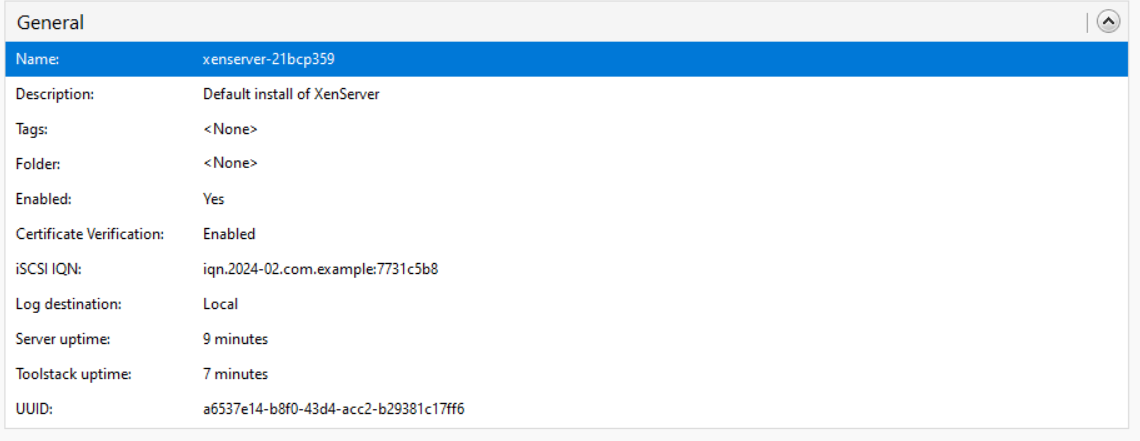 General
Name: xenserver-21bcp359
Description: Default install of XenServer
Tags: <None>
Folder: <None>
Enabled: Yes
Certificate Verification: Enabled
iSCSI IQN: iqn.2024-02.com.example:7731c5b8
Log destination: Local
Server uptime: 9 minutes
Toolstack uptime: 7 minutes
UUID: a6537e14-b8f0-43d4-acc2-b29381c17ff6